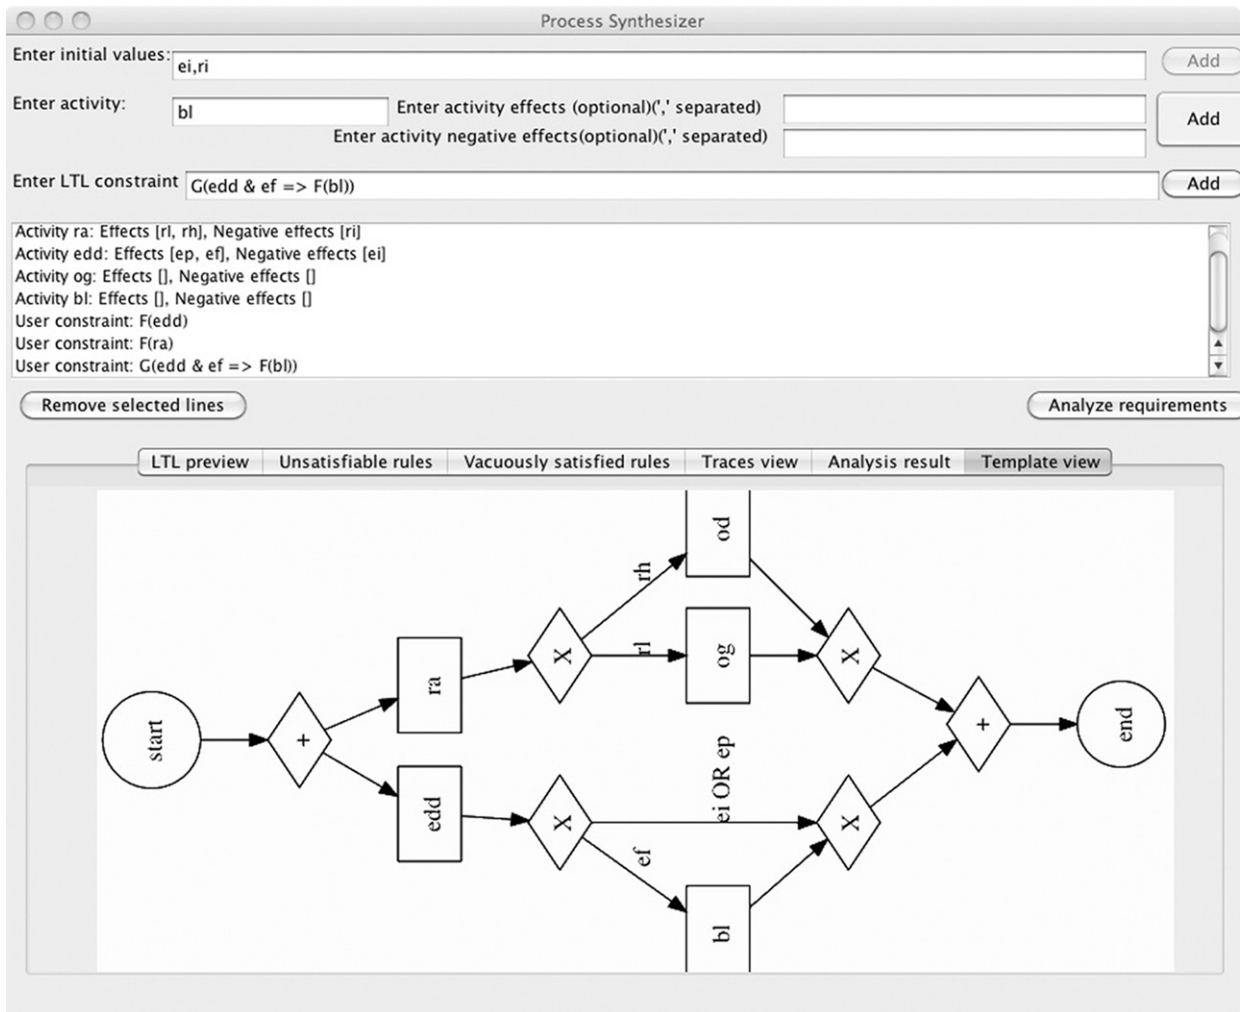 Process Synthesizer
Enter initial values: ei,ri Add
Enter activity: bl Enter activity effects (optional)(',' separated) Add
Enter activity negative effects(optional)(',' separated)
Enter LTL constraint G(edd & ef => F(bl)) Add
Activity ra: Effects [rl, rh], Negative effects [ri]
Activity edd: Effects [ep, ef], Negative effects [ei]
Activity og: Effects [], Negative effects []
Activity bl: Effects [], Negative effects []
User constraint: F(edd)
User constraint: F(ra)
User constraint: G(edd & ef => F(bl))
Remove selected lines Analyze requirements
LTL preview Unsatisfiable rules Vacuously satisfied rules Traces view Analysis result Template view
od
rh
ra X rl og X
start + + end
ei OR ep
edd X X
ef
bl